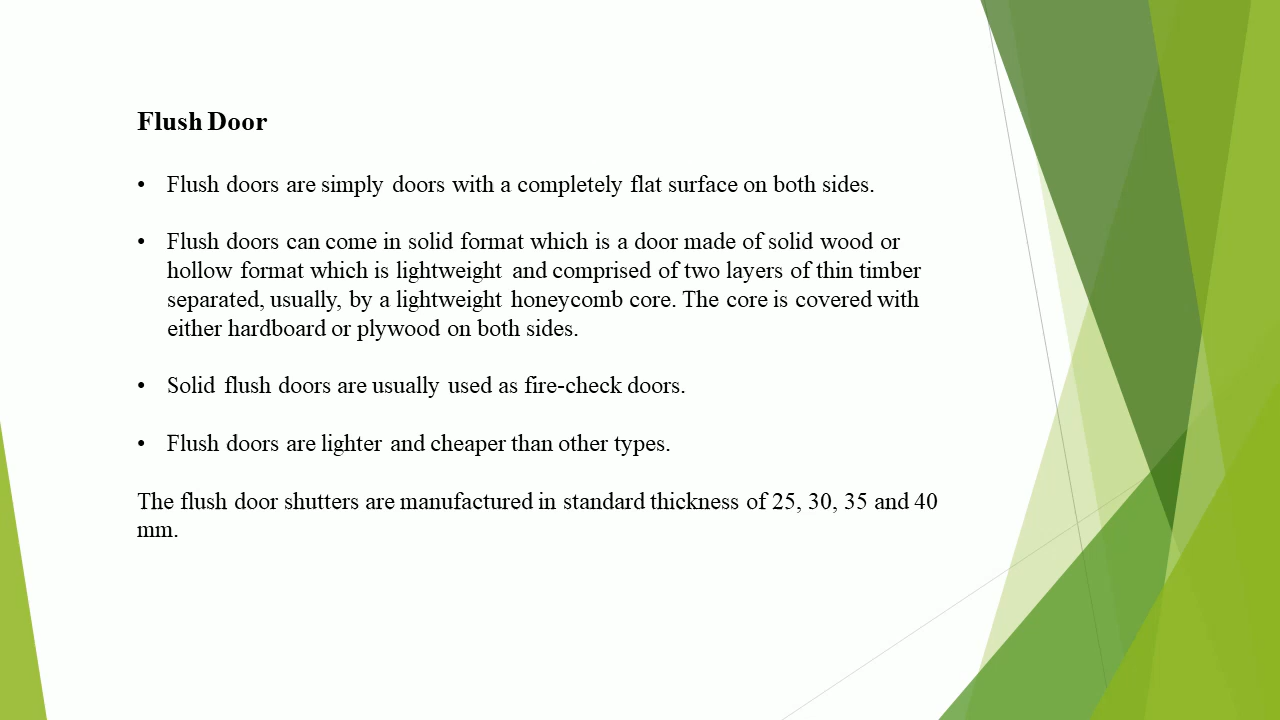 Flush Door
• Flush doors are simply doors with a completely flat surface on both sides.
• Flush doors can come in solid format which is a door made of solid wood or
hollow format which is lightweight and comprised of two layers of thin timber
separated, usually, by a lightweight honeycomb core. The core is covered with
either hardboard or plywood on both sides.
• Solid flush doors are usually used as fire-check doors.
• Flush doors are lighter and cheaper than other types.
The flush door shutters are manufactured in standard thickness of 25, 30, 35 and 40
mm.